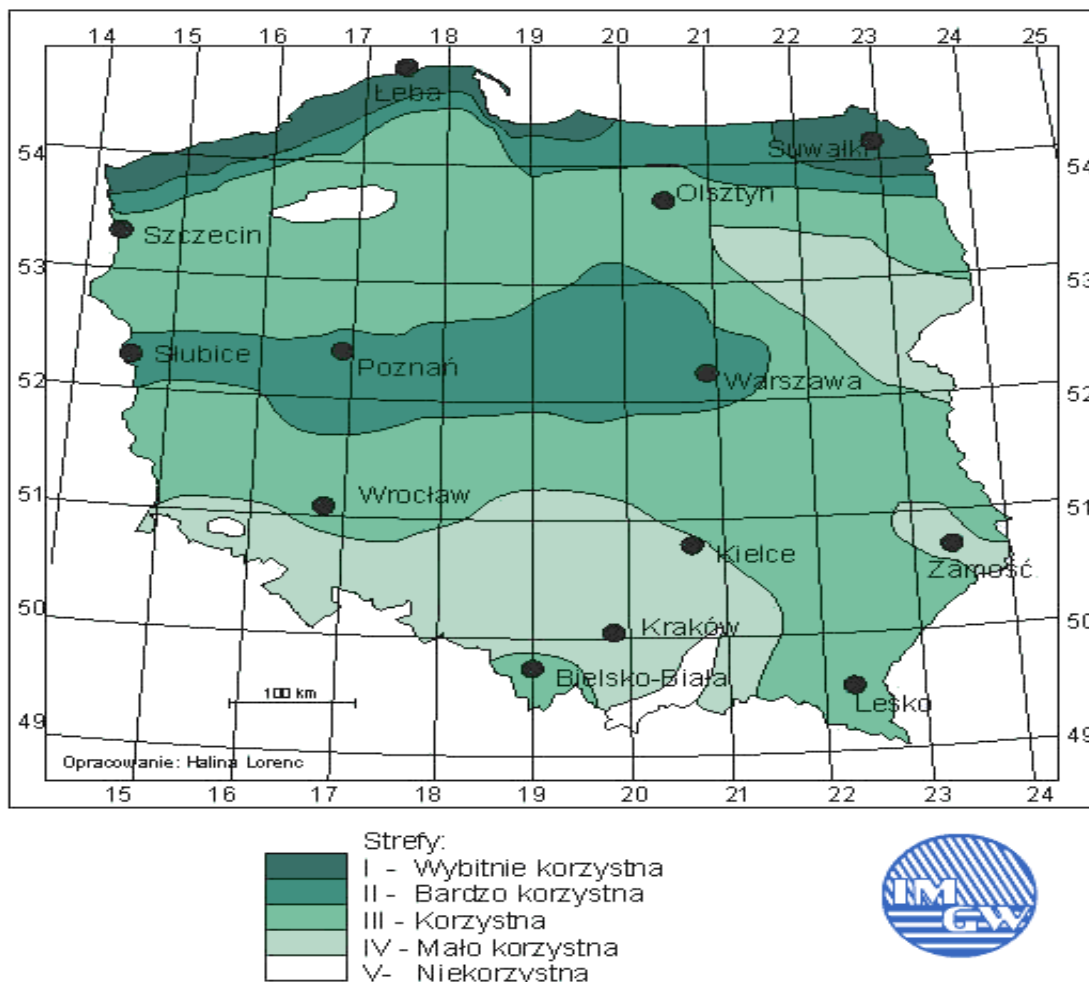 14 15 16 17 18 19 20 21 22 23 24 25
Łeba
54 Suwałki 54
Olsztyn
Szczecin
53 53
Słubice Poznań Warszawa
52 52
Wrocław
51 51
Kielce Zamość
50 Kraków 50
Bielsko-Biała
100 km Lesko
49 49
Opracowanie: Halina Lorenc
15 16 17 18 19 20 21 22 23 24
Strefy:
I - Wybitnie korzystna
II - Bardzo korzystna
III - Korzystna
IV - Mało korzystna
V- Niekorzystna
IM
GW